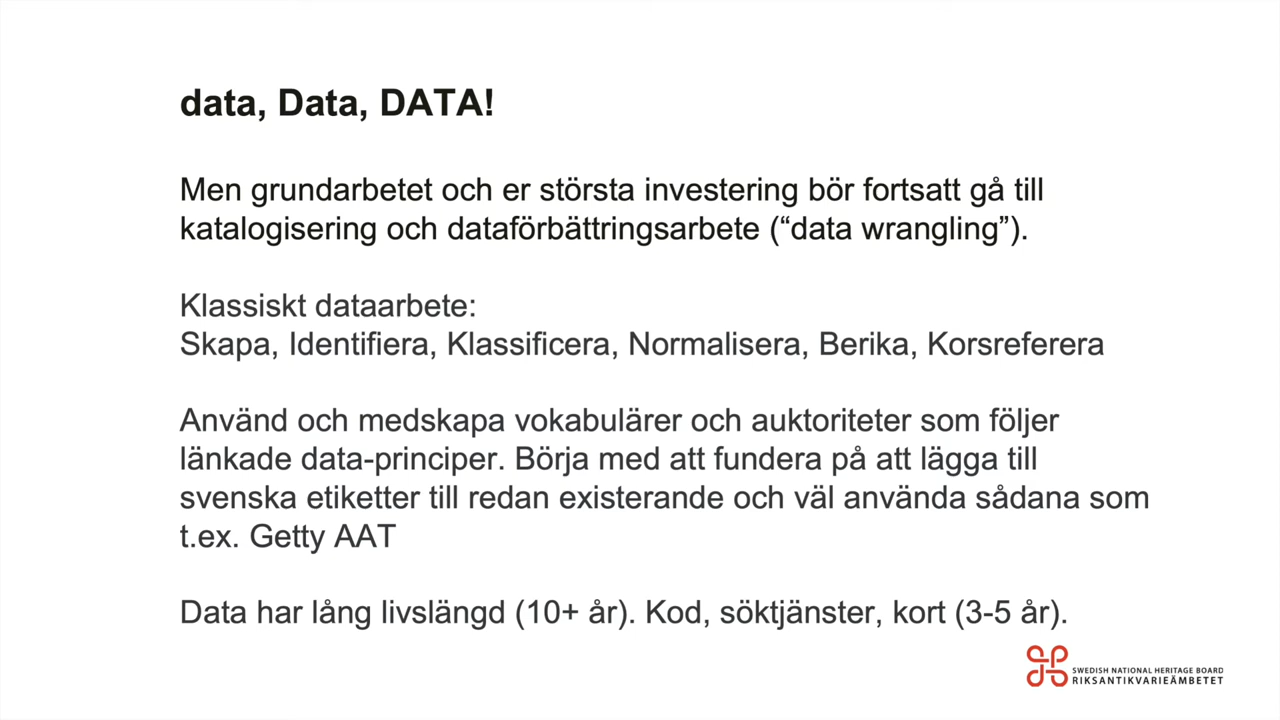 data, Data, DATA!
Men grundarbetet och er största investering bör fortsatt gå till
katalogisering och dataförbättringsarbete (“data wrangling”).
Klassiskt dataarbete:
Skapa, Identifiera, Klassificera, Normalisera, Berika, Korsreferera
Använd och medskapa vokabulärer och auktoriteter som följer
länkade data-principer. Börja med att fundera på att lägga till
svenska etiketter till redan existerande och väl använda sådana som
t.ex. Getty AAT
Data har lång livslängd (10+ år). Kod, söktjänster, kort (3-5 år).
SWEDISH NATIONAL HERITAGE BOARD
RIKSANTIKVARIEÄMBETET